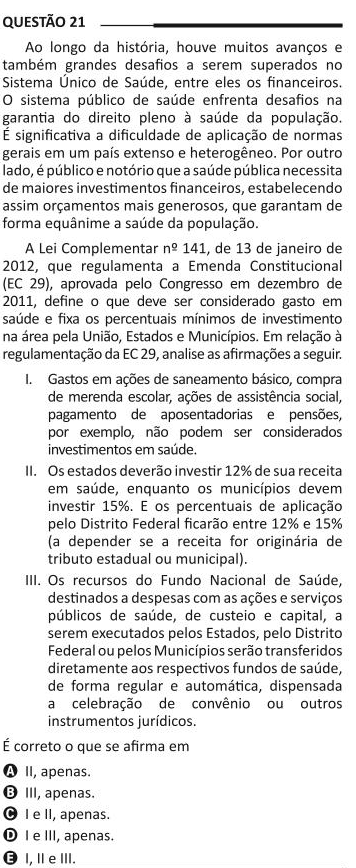 QUESTÃO 21
Ao longo da história, houve muitos avanços e
também grandes desafios a serem superados no
Sistema Único de Saúde, entre eles os financeiros.
O sistema público de saúde enfrenta desafios na
garantia do direito pleno à saúde da população.
É significativa a dificuldade de aplicação de normas
gerais em um país extenso e heterogêneo. Por outro
lado, é público e notório que a saúde pública necessita
de maiores investimentos financeiros, estabelecendo
assim orçamentos mais generosos, que garantam de
forma equânime a saúde da população.
A Lei Complementar nº 141, de 13 de janeiro de
2012, que regulamenta a Emenda Constitucional
(EC 29), aprovada pelo Congresso em dezembro de
2011, define o que deve ser considerado gasto em
saúde e fixa os percentuais mínimos de investimento
na área pela União, Estados e Municípios. Em relação à
regulamentação da EC 29, analise as afirmações a seguir.
I. Gastos em ações de saneamento básico, compra
de merenda escolar, ações de assistência social,
pagamento de aposentadorias e pensões,
por exemplo, não podem ser considerados
investimentos em saúde.
II. Os estados deverão investir 12% de sua receita
em saúde, enquanto os municípios devem
investir 15%. E os percentuais de aplicação
pelo Distrito Federal ficarão entre 12% e 15%
(a depender se a receita for originária de
tributo estadual ou municipal).
III. Os recursos do Fundo Nacional de Saúde,
destinados a despesas com as ações e serviços
públicos de saúde, de custeio e capital, a
serem executados pelos Estados, pelo Distrito
Federal ou pelos Municípios serão transferidos
diretamente aos respectivos fundos de saúde,
de forma regular e automática, dispensada
a celebração de convênio ou outros
instrumentos jurídicos.
É correto o que se afirma em
A II, apenas.
B III, apenas.
C I e II, apenas.
D I e III, apenas.
E I, II e III.